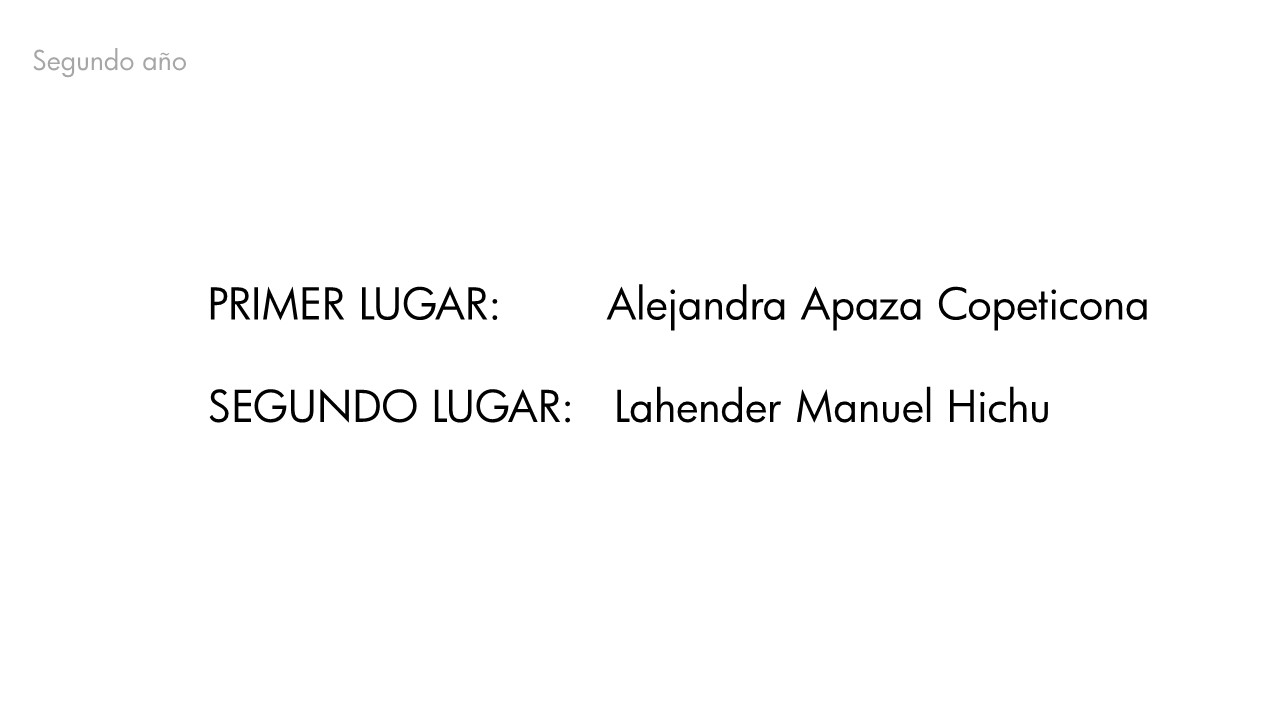 Segundo año
PRIMER LUGAR: Alejandra Apaza Copeticona
SEGUNDO LUGAR: Lahender Manuel Hichu